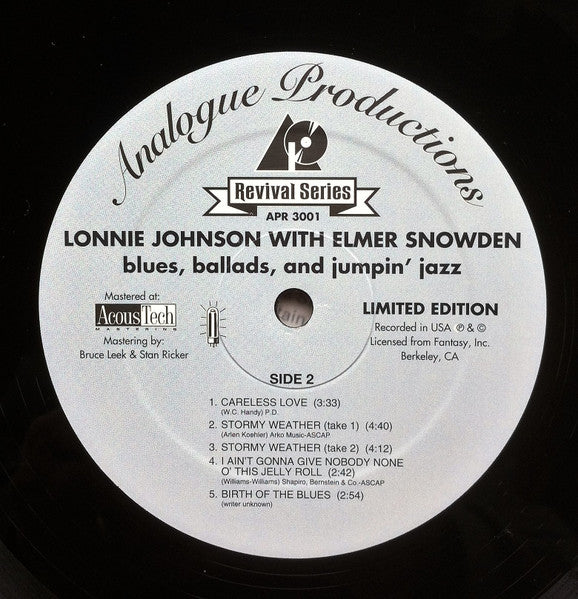 Analogue Productions
AP
Revival Series
APR 3001
LONNIE JOHNSON WITH ELMER SNOWDEN
blues, ballads, and jumpin' jazz
Mastered at:
AcousTech
MASTERING
Mastering by:
Bruce Leek & Stan Ricker
LIMITED EDITION
Recorded in USA ℗ & ©
Licensed from Fantasy, Inc.
Berkeley, CA
SIDE 2
1. CARELESS LOVE (3:33)
(W.C. Handy) P.D.
2. STORMY WEATHER (take 1) (4:40)
(Arlen Koehler) Arko Music-ASCAP
3. STORMY WEATHER (take 2) (4:12)
4. I AIN'T GONNA GIVE NOBODY NONE
O' THIS JELLY ROLL (2:42)
(Williams-Williams) Shapiro, Bernstein & Co.-ASCAP
5. BIRTH OF THE BLUES (2:54)
(writer unknown)